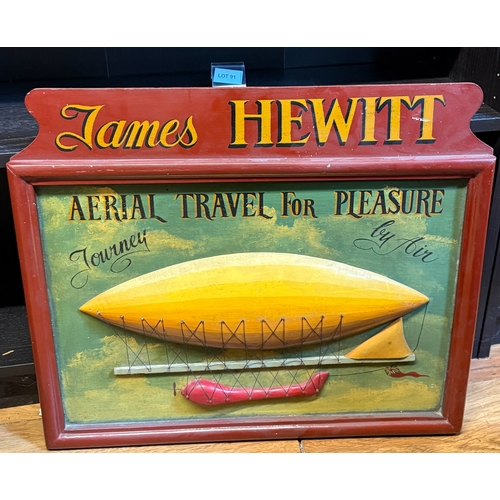 LOT 91
James HEWITT
AERIAL TRAVEL FOR PLEASURE
Journey by Air